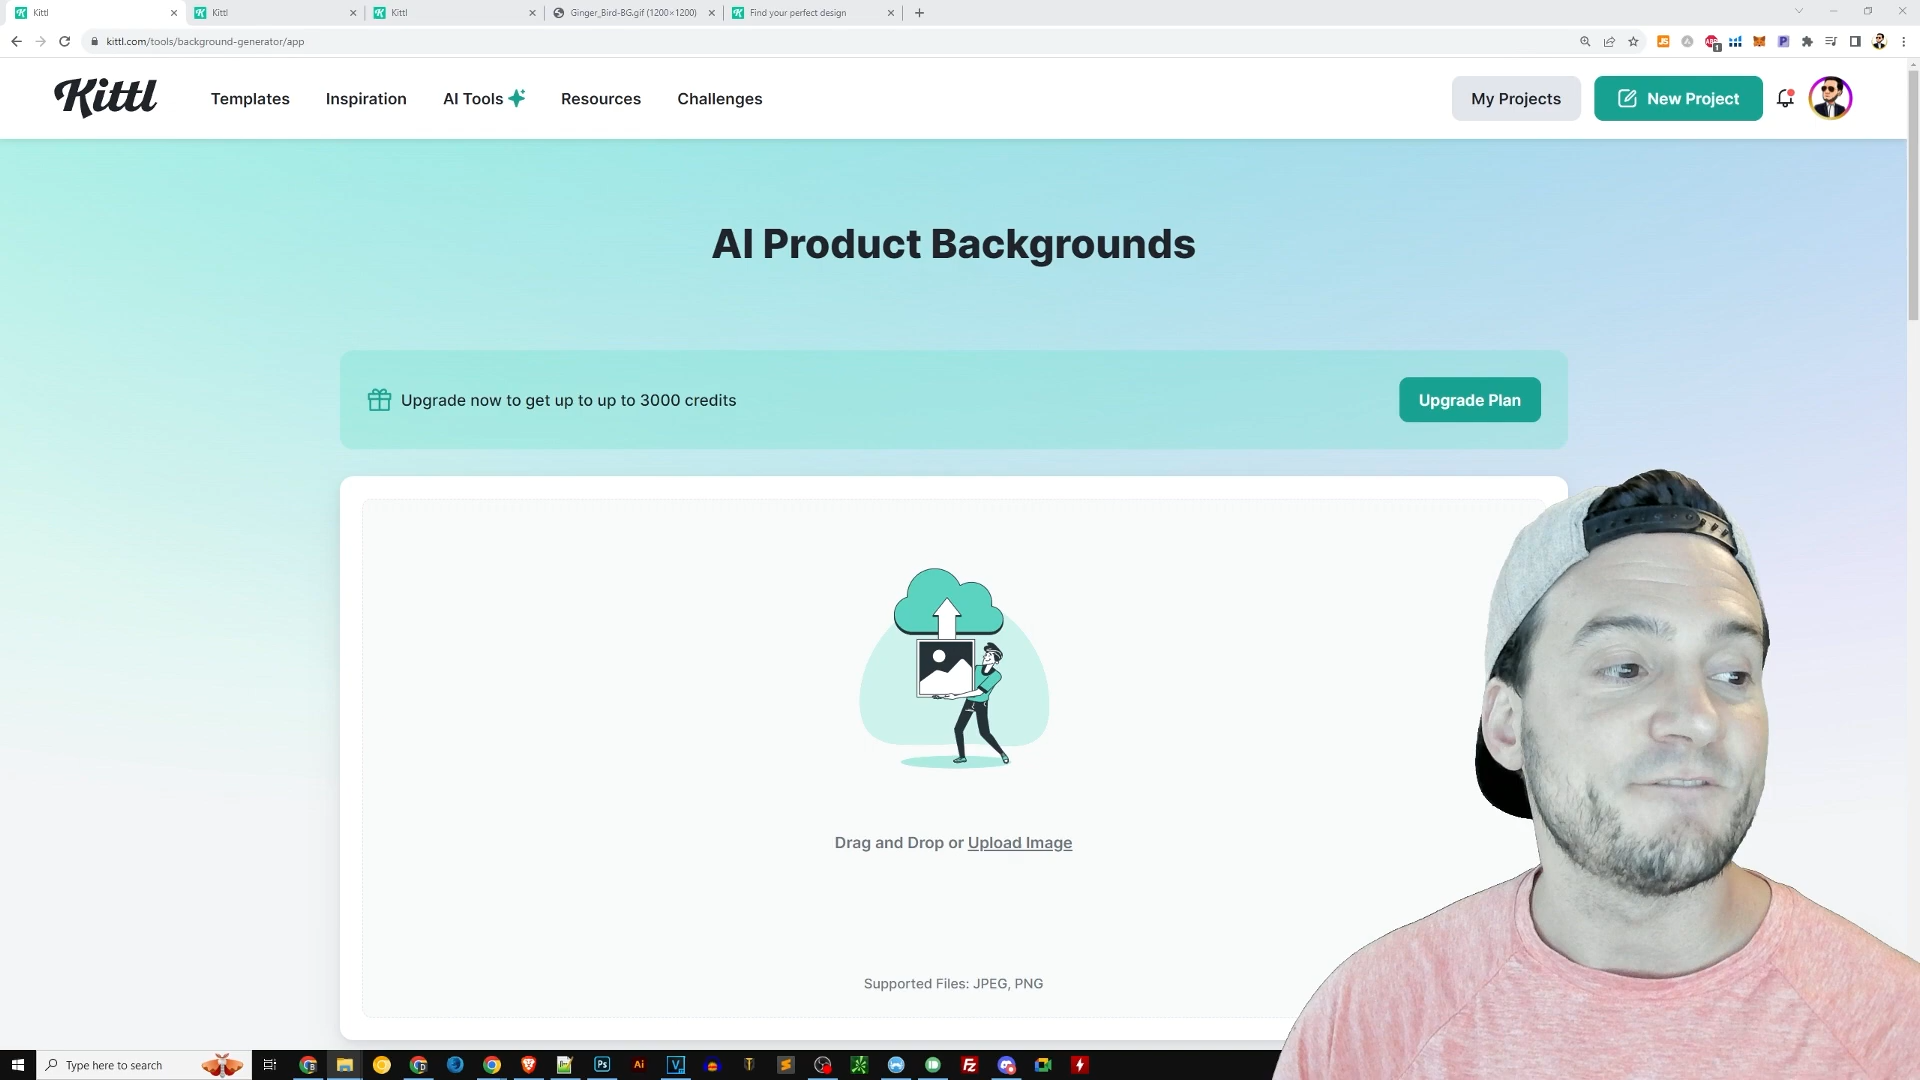 Kittl
Kittl
Kittl
Ginger_Bird-BG.gif (1200×1200)
Find your perfect design
kittl.com/tools/background-generator/app
Kittl
Templates
Inspiration
AI Tools
Resources
Challenges
My Projects
New Project
AI Product Backgrounds
Upgrade now to get up to up to 3000 credits
Upgrade Plan
Drag and Drop or Upload Image
Supported Files: JPEG, PNG
Type here to search